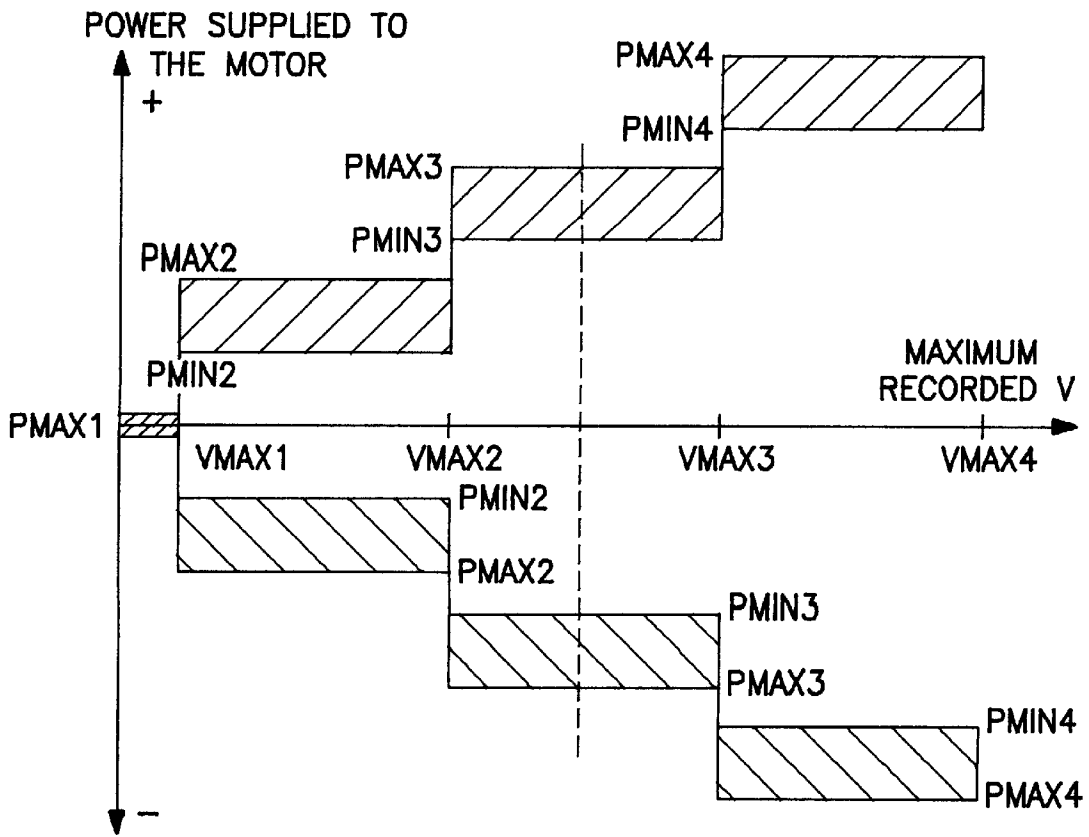 POWER SUPPLIED TO
THE MOTOR
+
PMAX4
PMIN4
PMAX3
PMIN3
PMAX2
PMIN2
MAXIMUM
RECORDED V
PMAX1
VMAX1
VMAX2
VMAX3
VMAX4
PMIN2
PMAX2
PMIN3
PMAX3
PMIN4
PMAX4
-